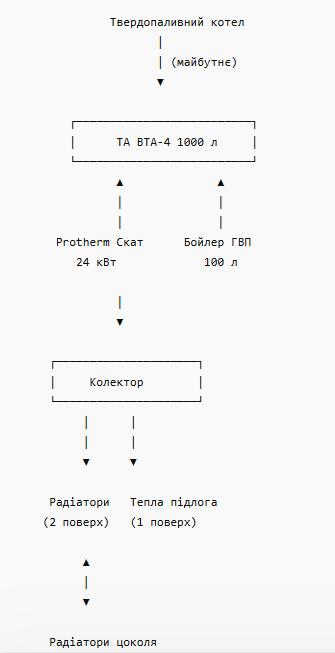 Твердопаливний котел
(майбутнє)
ТА ВТА-4 1000 л
Protherm Скат Бойлер ГВП
24 кВт 100 л
Колектор
Радіатори Тепла підлога
(2 поверх) (1 поверх)
Радіатори цоколя